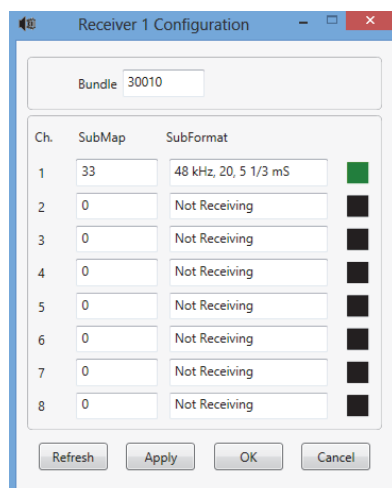 Receiver 1 Configuration
Bundle 30010
Ch. SubMap SubFormat
1 33 48 kHz, 20, 5 1/3 mS
2 0 Not Receiving
3 0 Not Receiving
4 0 Not Receiving
5 0 Not Receiving
6 0 Not Receiving
7 0 Not Receiving
8 0 Not Receiving
Refresh Apply OK Cancel